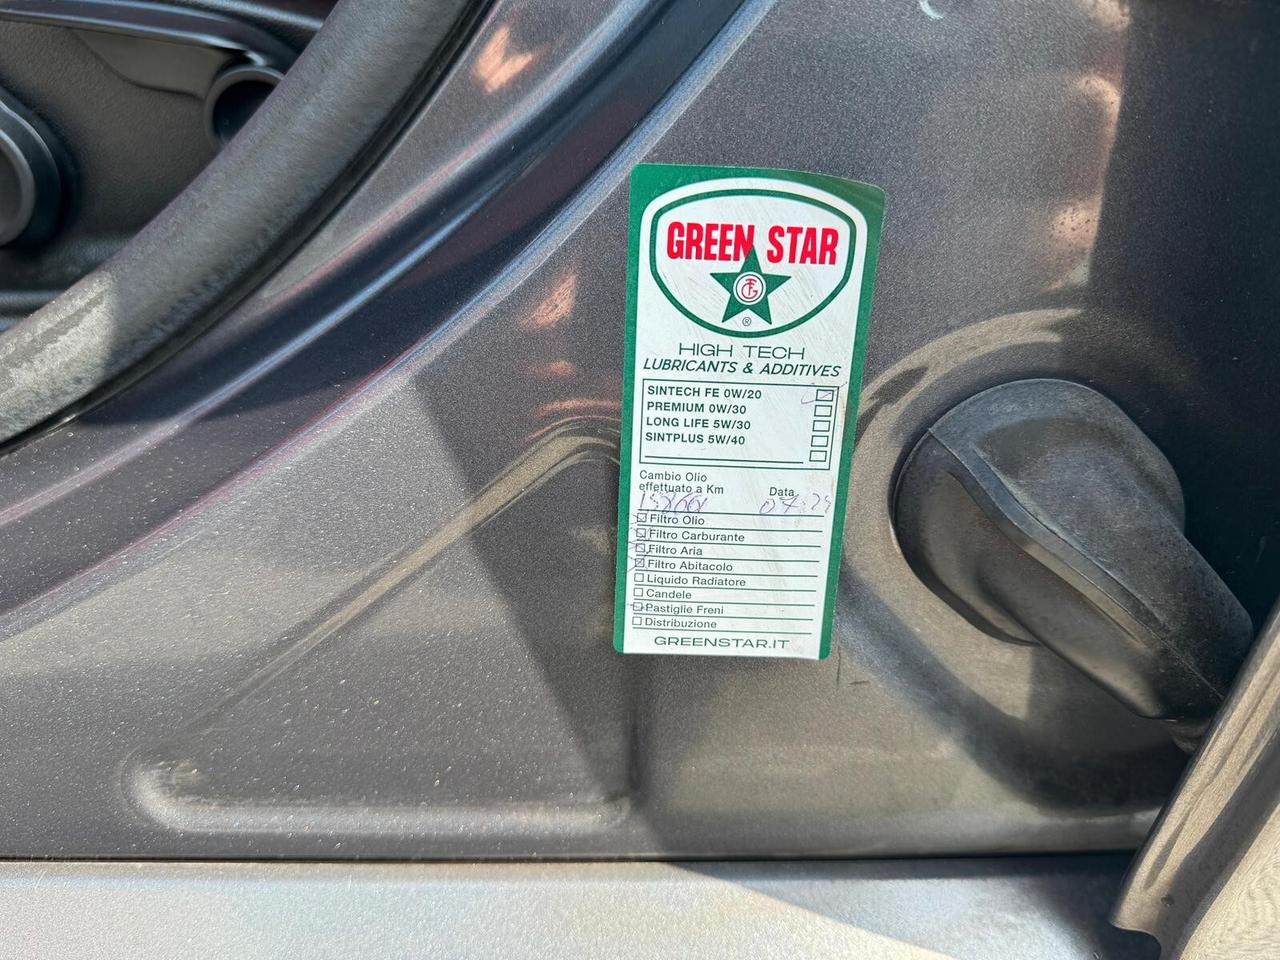 GREEN STAR
®
HIGH TECH
LUBRICANTS & ADDITIVES
SINTECH FE 0W/20
PREMIUM 0W/30
LONG LIFE 5W/30
SINTPLUS 5W/40
Cambio Olio
effettuato a Km Data
Filtro Olio
Filtro Carburante
Filtro Aria
Filtro Abitacolo
Liquido Radiatore
Candele
Pastiglie Freni
Distribuzione
GREENSTAR.IT